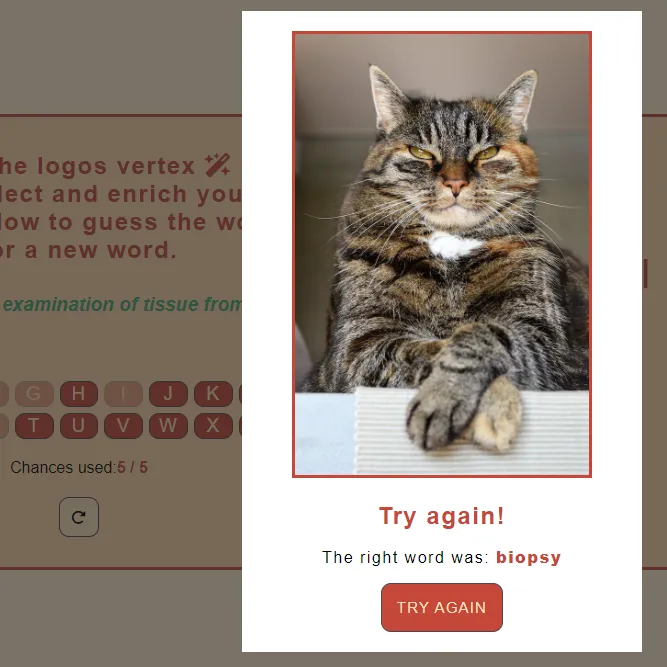 he logos vertex
lect and enrich you
low to guess the wo
or a new word.
examination of tissue from
G H I J K
T U V W X
Chances used:5 / 5
Try again!
The right word was: biopsy
TRY AGAIN